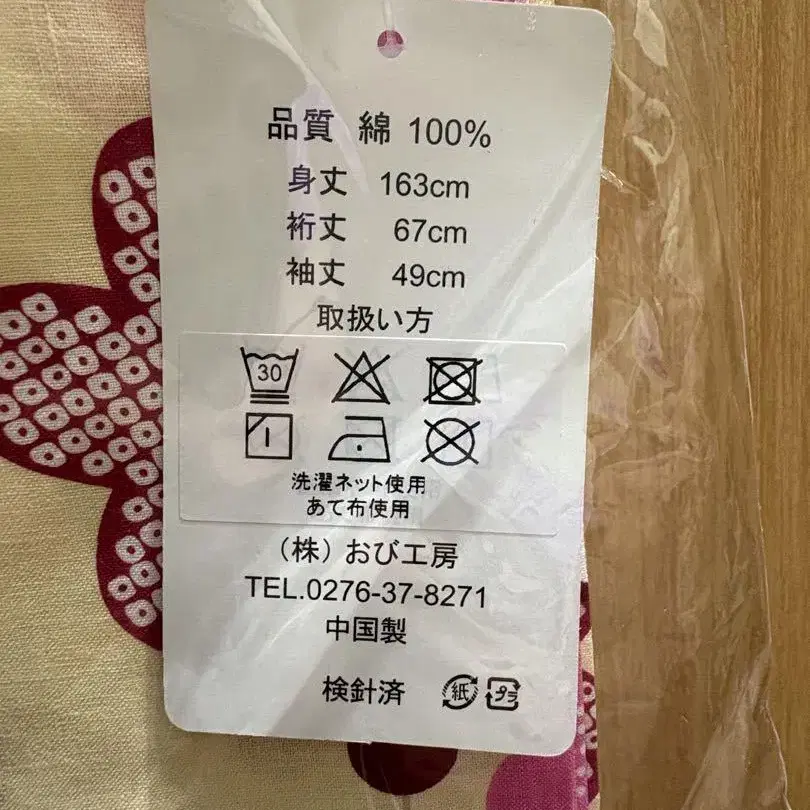 品質 綿 100%
身丈 163cm
裄丈 67cm
袖丈 49cm
取扱い方
30
洗濯ネット使用
あて布使用
（株）おび工房
TEL.0276-37-8271
中国製
検針済 紙 プラ